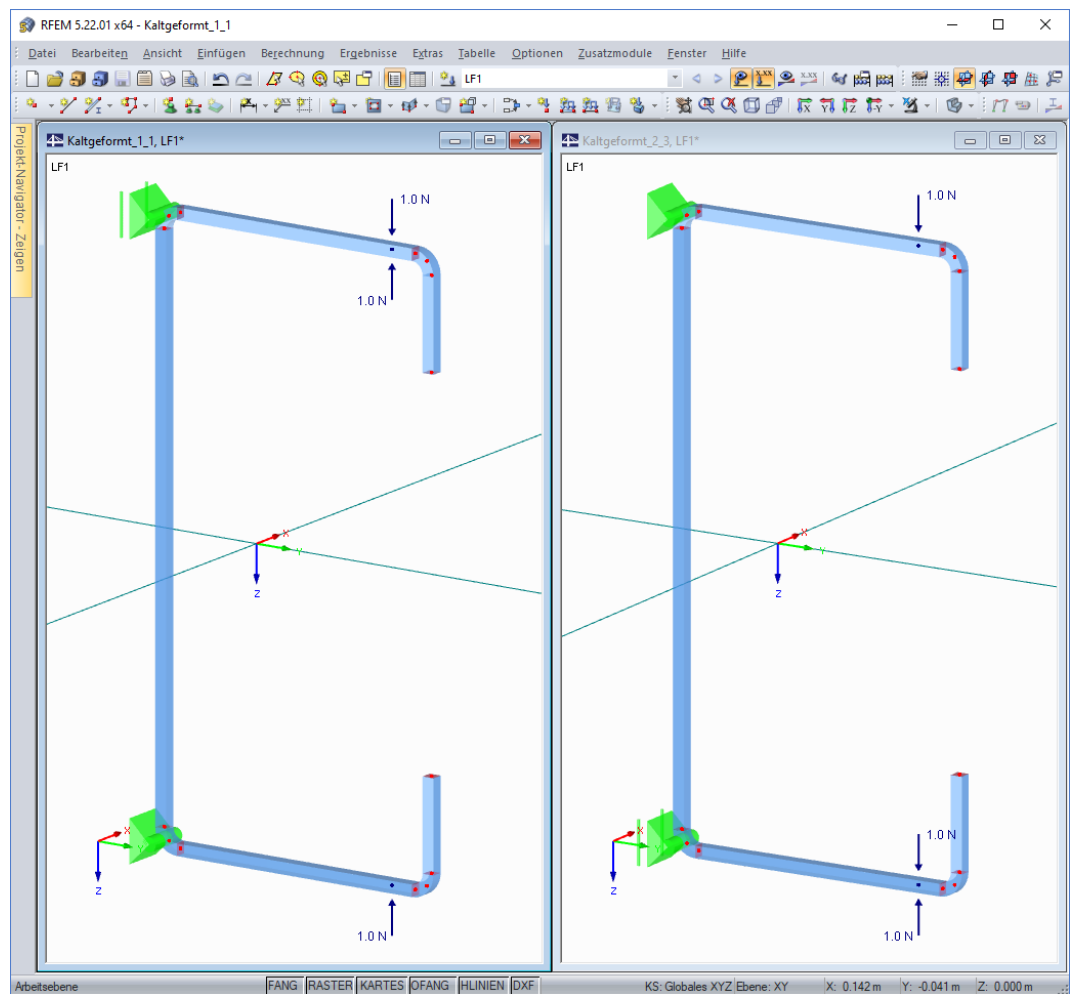 RFEM 5.22.01 x64 - Kaltgeformt_1_1
Datei Bearbeiten Ansicht Einfügen Berechnung Ergebnisse Extras Tabelle Optionen Zusatzmodule Fenster Hilfe
LF1
Projekt-Navigator - Zeigen
Kaltgeformt_1_1, LF1*
LF1
1.0 N
1.0 N
X
Y
Z
X
Y
Z
1.0 N
Kaltgeformt_2_3, LF1*
LF1
1.0 N
X
Y
Z
X
Y
Z
1.0 N
1.0 N
Arbeitsebene FANG RASTER KARTES OFANG HLINIEN DXF KS: Globales XYZ Ebene: XY X: 0.142 m Y: -0.041 m Z: 0.000 m